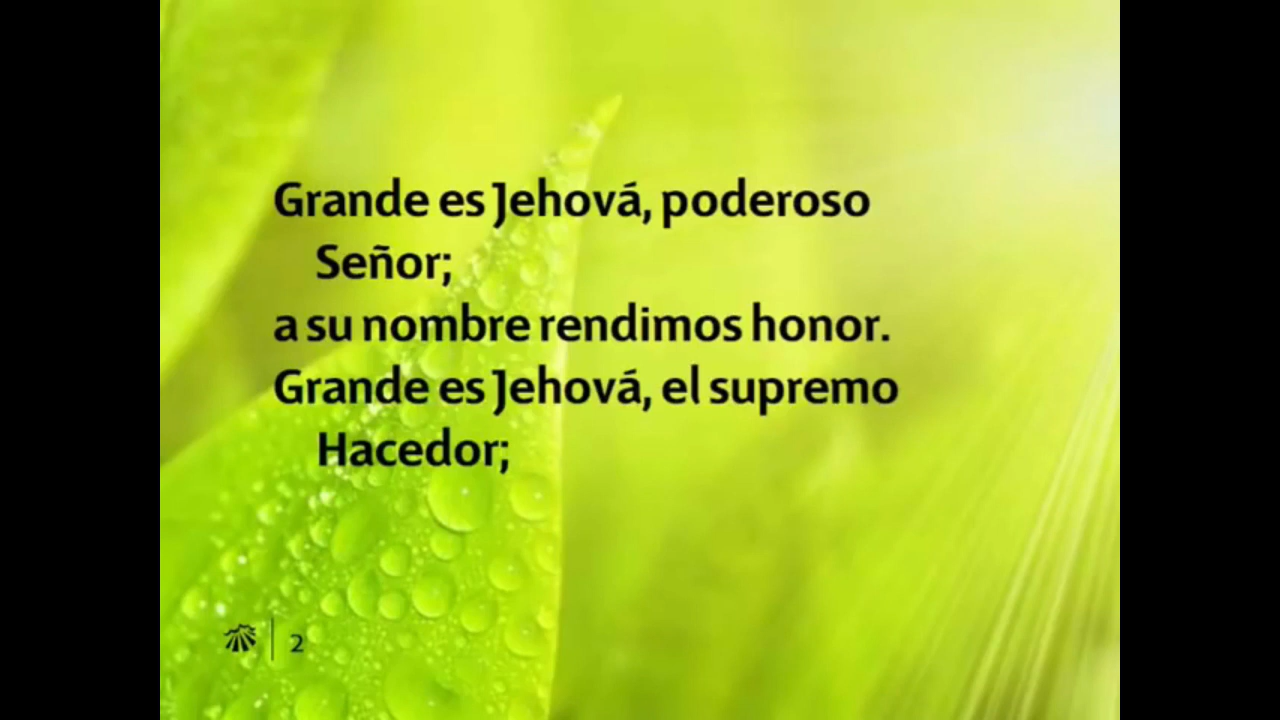 Grande es Jehová, poderoso
Señor;
a su nombre rendimos honor.
Grande es Jehová, el supremo
Hacedor;
2